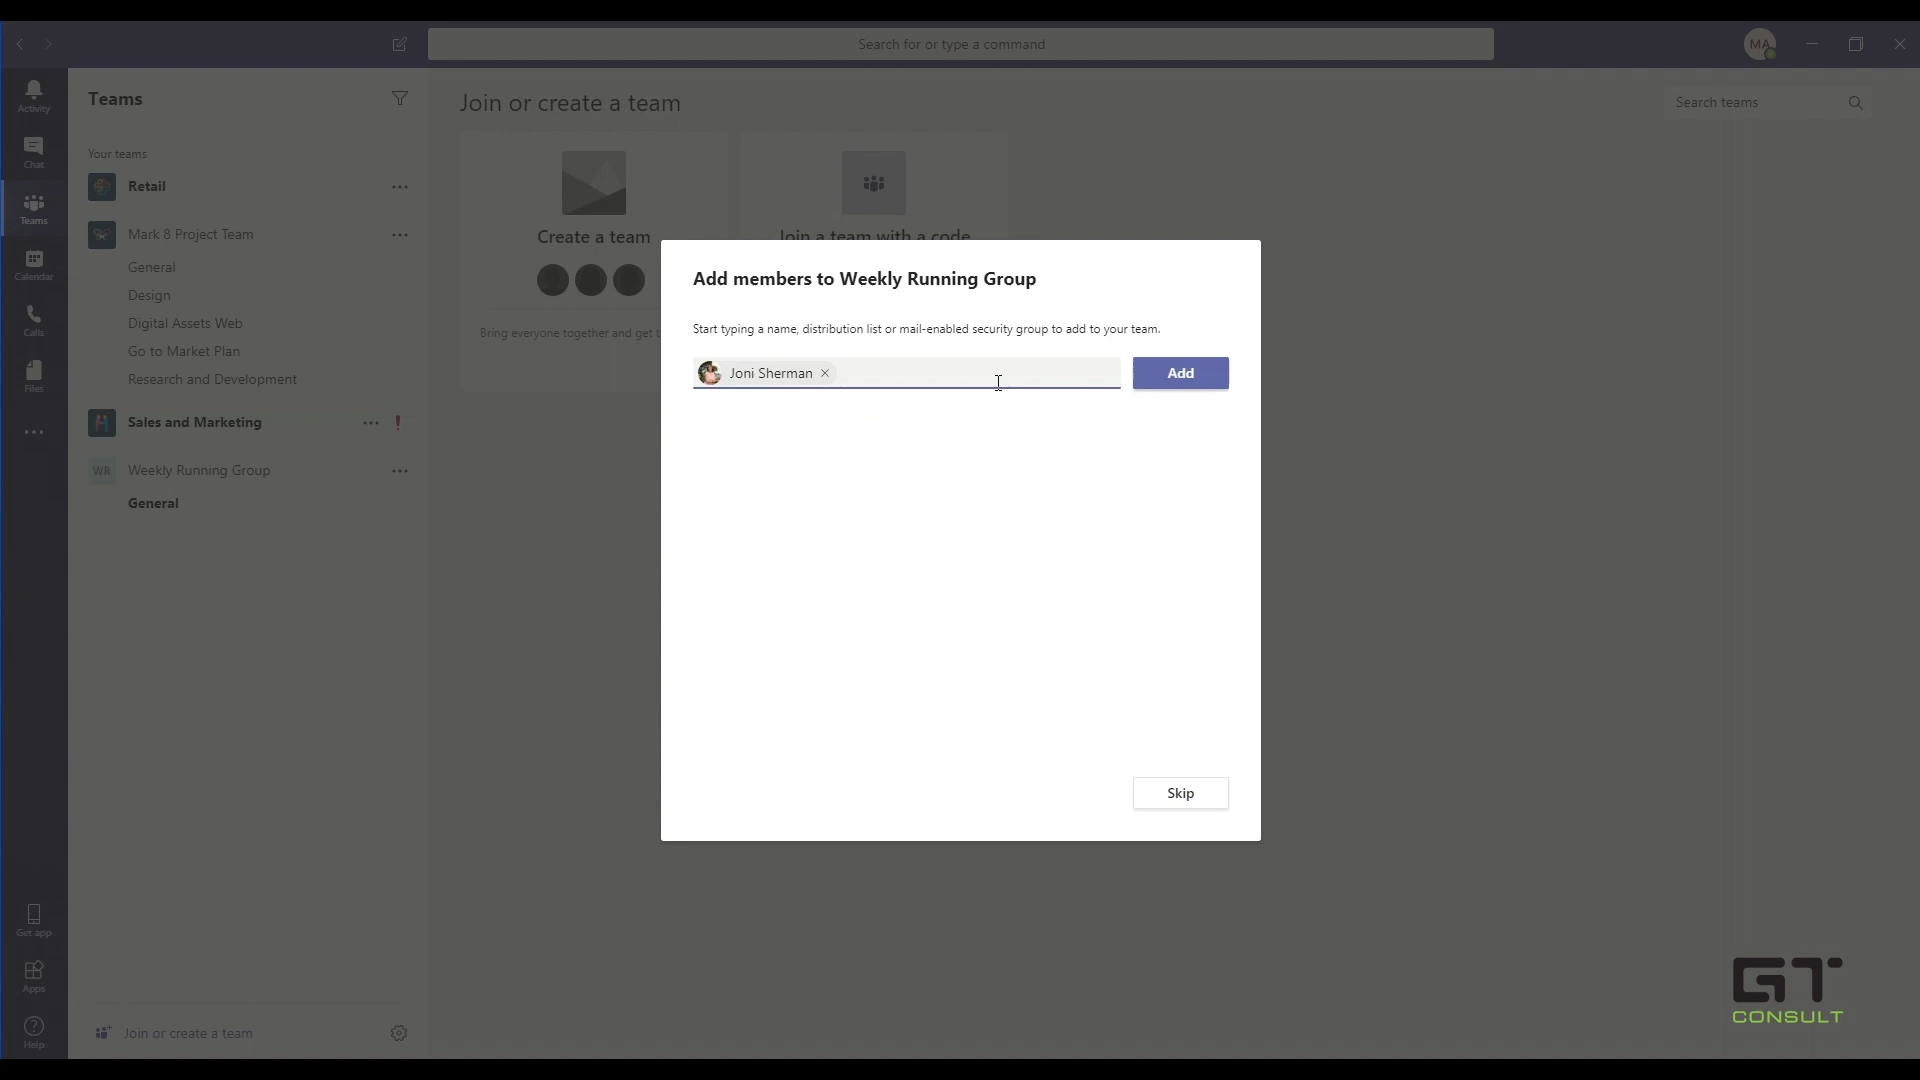 Search for or type a command
MA
Activity
Chat
Teams
Calendar
Calls
Files
Get app
Apps
Help
Teams
Your teams
Retail
Mark 8 Project Team
General
Design
Digital Assets Web
Go to Market Plan
Research and Development
Sales and Marketing
WR Weekly Running Group
General
Join or create a team
Join or create a team
Search teams
Create a team
Join a team with a code
Bring everyone together and get t
Add members to Weekly Running Group
Start typing a name, distribution list or mail-enabled security group to add to your team.
Joni Sherman
Add
Skip
GT
CONSULT